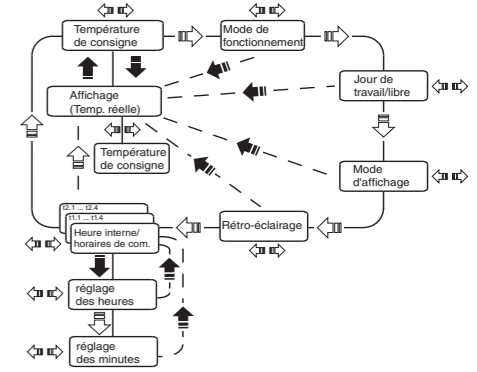 Température
de consigne
Mode de
fonctionnement
Jour de
travail/libre
Affichage
(Temp. réelle)
Température
de consigne
Mode
d'affichage
t2.1 ... t2.4
t1.1 ... t1.4
Heure interne/
horaires de com.
Rétro-éclairage
réglage
des heures
réglage
des minutes